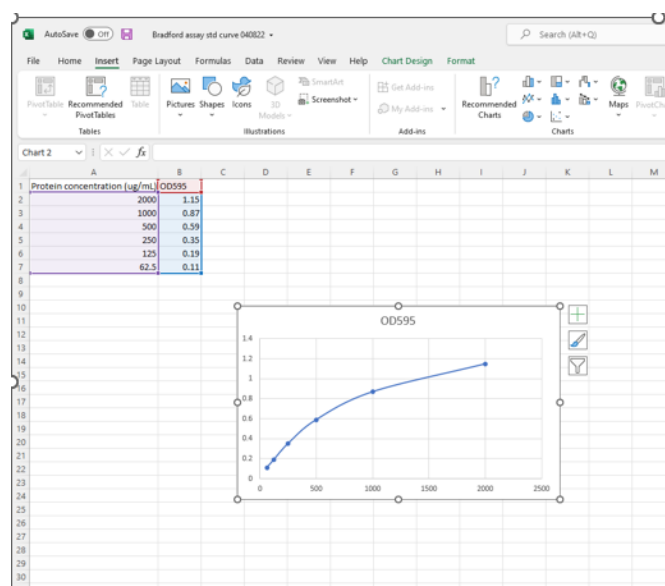 AutoSave Off Bradford assay std curve 040822 Search (Alt+Q)
File Home Insert Page Layout Formulas Data Review View Help Chart Design Format
PivotTable Recommended PivotTables Table
Pictures Shapes Icons 3D Models
SmartArt
Screenshot
Get Add-ins
My Add-ins
Recommended Charts
Maps
Tables Illustrations Add-ins Charts
Chart 2 fx
A B C D E F G H I J K L M
1 Protein concentration (ug/mL) OD595
2 2000 1.15
3 1000 0.87
4 500 0.59
5 250 0.35
6 125 0.19
7 62.5 0.11
8
9
10
11
12
13
14
15
16
17
18
19
20
21
22
23
24
25
26
27
28
29
30
OD595
1.4
1.2
1
0.8
0.6
0.4
0.2
0
0 500 1000 1500 2000 2500